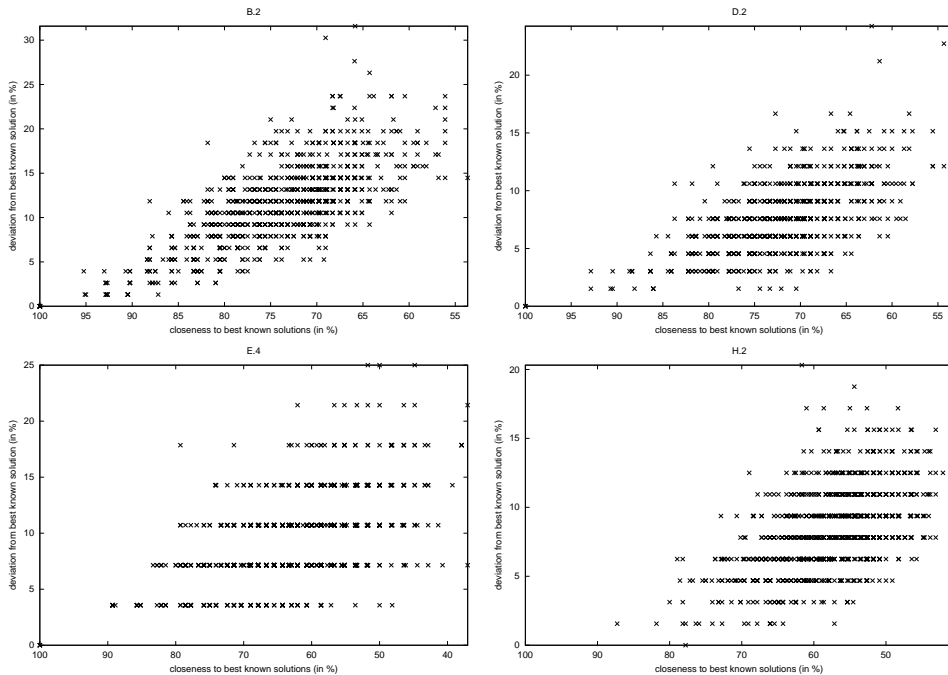 B.2
deviation from best known solution (in %)
30
25
20
15
10
5
0
100 95 90 85 80 75 70 65 60 55
closeness to best known solutions (in %)
D.2
deviation from best known solution (in %)
20
15
10
5
0
100 95 90 85 80 75 70 65 60 55
closeness to best known solutions (in %)
E.4
deviation from best known solution (in %)
25
20
15
10
5
0
100 90 80 70 60 50 40
closeness to best known solutions (in %)
H.2
deviation from best known solution (in %)
20
15
10
5
0
100 90 80 70 60 50
closeness to best known solutions (in %)